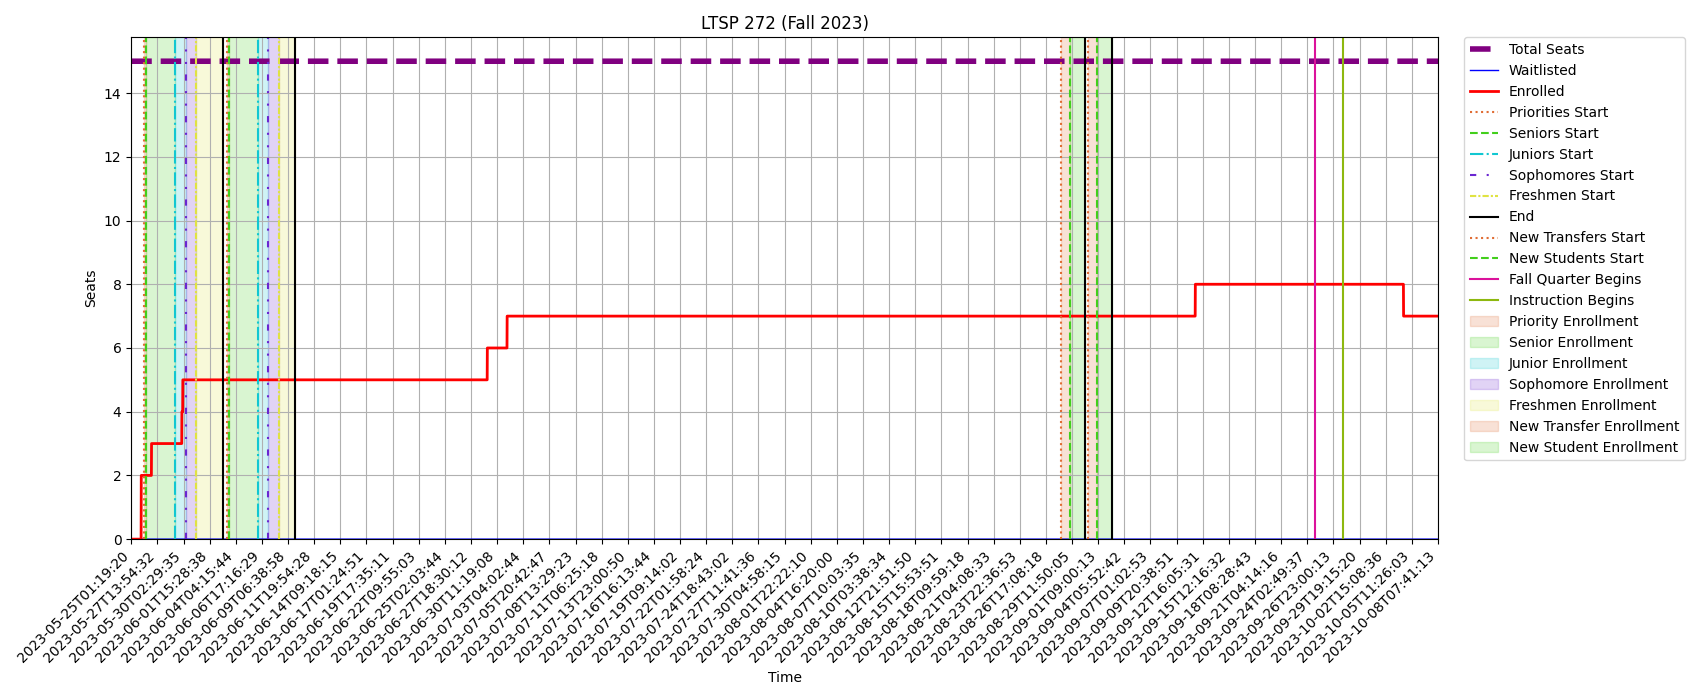 LTSP 272 (Fall 2023)
Seats
14
12
10
8
6
4
2
0
2023-05-25T01:19:20
2023-05-27T13:54:32
2023-05-30T02:29:35
2023-06-01T15:28:38
2023-06-04T04:15:44
2023-06-06T17:16:29
2023-06-09T06:38:58
2023-06-11T19:54:28
2023-06-14T09:18:15
2023-06-17T01:24:51
2023-06-19T17:35:11
2023-06-22T09:55:03
2023-06-25T02:03:44
2023-06-27T18:30:12
2023-06-30T11:19:08
2023-07-03T04:02:44
2023-07-05T20:42:47
2023-07-08T13:29:23
2023-07-11T06:25:18
2023-07-13T23:00:50
2023-07-16T16:13:44
2023-07-19T09:14:02
2023-07-22T01:58:24
2023-07-24T18:43:02
2023-07-27T11:41:36
2023-07-30T04:58:15
2023-08-01T22:22:10
2023-08-04T16:20:00
2023-08-07T10:03:35
2023-08-10T03:38:34
2023-08-12T21:51:50
2023-08-15T15:53:51
2023-08-18T09:59:18
2023-08-21T04:08:33
2023-08-23T22:36:53
2023-08-26T17:08:18
2023-08-29T11:50:05
2023-09-01T09:00:13
2023-09-04T05:52:42
2023-09-07T01:02:53
2023-09-09T20:38:51
2023-09-12T16:05:31
2023-09-15T12:16:32
2023-09-18T08:28:43
2023-09-21T04:14:16
2023-09-24T02:49:37
2023-09-26T23:00:13
2023-09-29T19:15:20
2023-10-02T15:08:36
2023-10-05T11:26:03
2023-10-08T07:41:13
Time
Total Seats
Waitlisted
Enrolled
Priorities Start
Seniors Start
Juniors Start
Sophomores Start
Freshmen Start
End
New Transfers Start
New Students Start
Fall Quarter Begins
Instruction Begins
Priority Enrollment
Senior Enrollment
Junior Enrollment
Sophomore Enrollment
Freshmen Enrollment
New Transfer Enrollment
New Student Enrollment